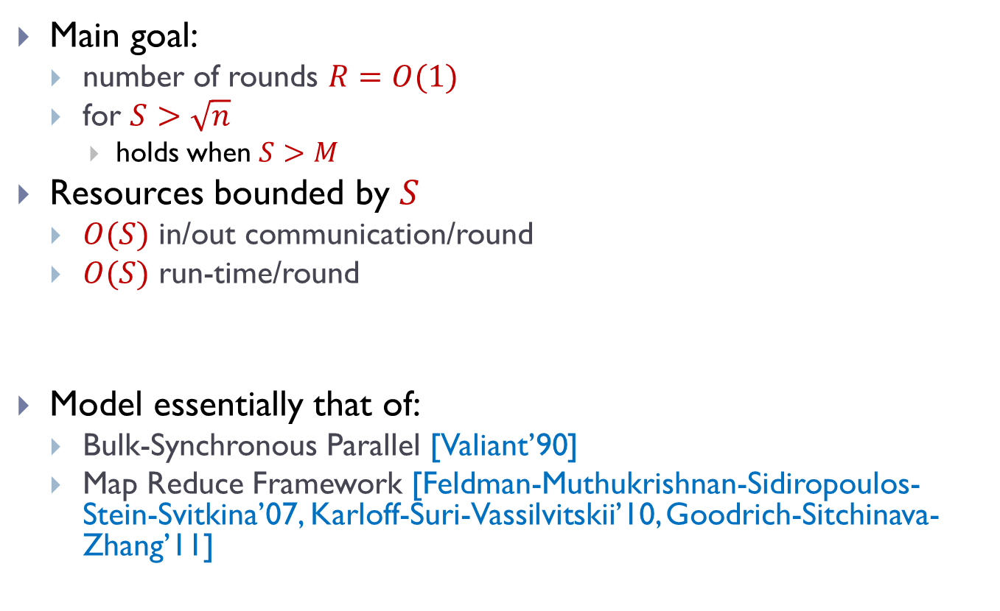 Main goal:
number of rounds R = O(1)
for S > √n
holds when S > M
Resources bounded by S
O(S) in/out communication/round
O(S) run-time/round
Model essentially that of:
Bulk-Synchronous Parallel [Valiant’90]
Map Reduce Framework [Feldman-Muthukrishnan-Sidiropoulos-
Stein-Svitkina’07, Karloff-Suri-Vassilvitskii’10, Goodrich-Sitchinava-
Zhang’11]